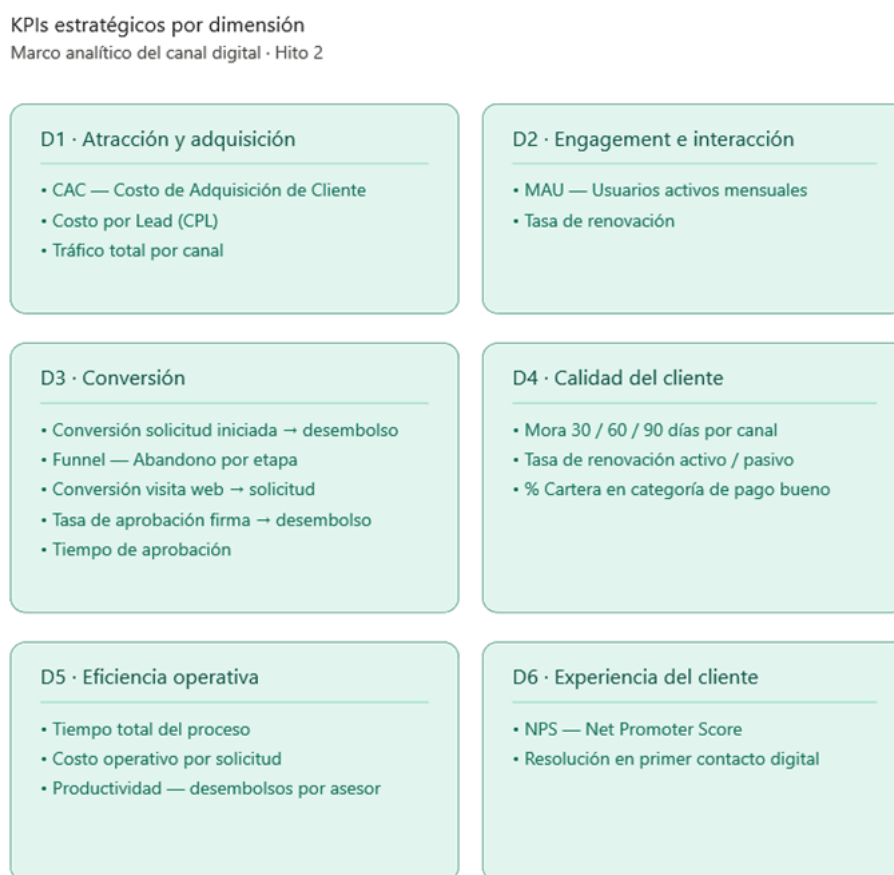 KPIs estratégicos por dimensión
Marco analítico del canal digital · Hito 2
D1 · Atracción y adquisición
• CAC — Costo de Adquisición de Cliente
• Costo por Lead (CPL)
• Tráfico total por canal
D2 · Engagement e interacción
• MAU — Usuarios activos mensuales
• Tasa de renovación
D3 · Conversión
• Conversión solicitud iniciada → desembolso
• Funnel — Abandono por etapa
• Conversión visita web → solicitud
• Tasa de aprobación firma → desembolso
• Tiempo de aprobación
D4 · Calidad del cliente
• Mora 30 / 60 / 90 días por canal
• Tasa de renovación activo / pasivo
• % Cartera en categoría de pago bueno
D5 · Eficiencia operativa
• Tiempo total del proceso
• Costo operativo por solicitud
• Productividad — desembolsos por asesor
D6 · Experiencia del cliente
• NPS — Net Promoter Score
• Resolución en primer contacto digital